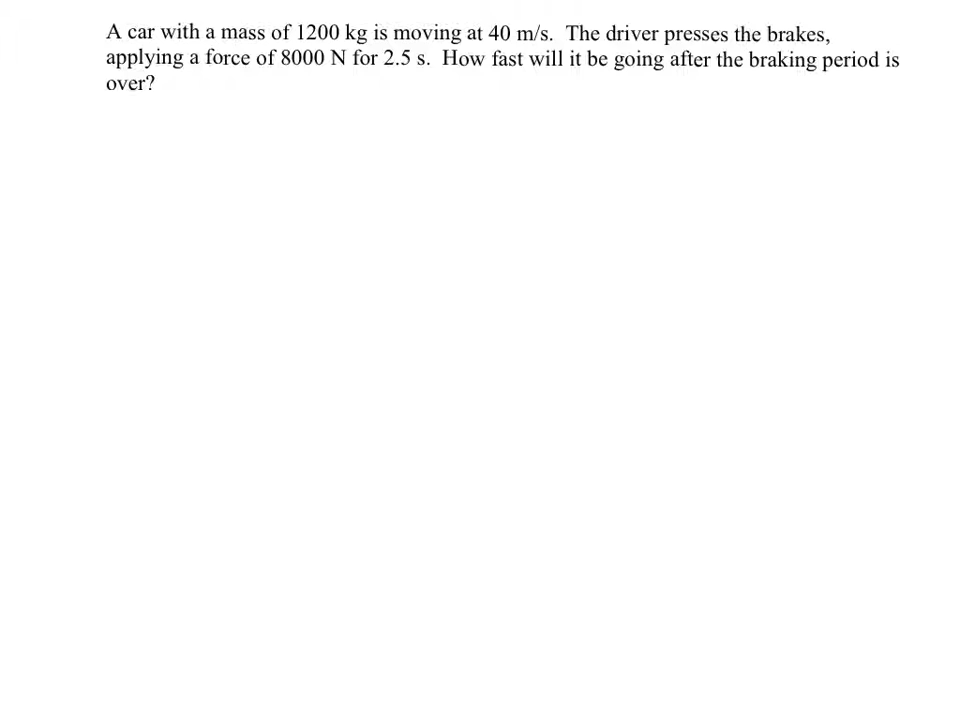 A car with a mass of 1200 kg is moving at 40 m/s.  The driver presses the brakes,
applying a force of 8000 N for 2.5 s.  How fast will it be going after the braking period is
over?